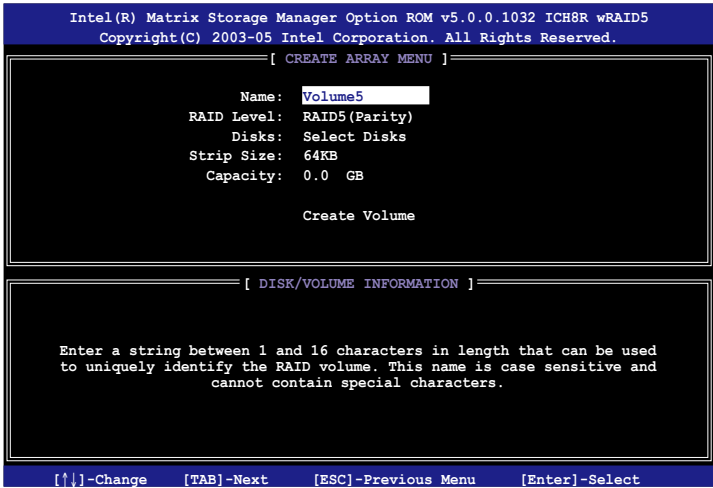 Intel(R) Matrix Storage Manager Option ROM v5.0.0.1032 ICH8R wRAID5
Copyright(C) 2003-05 Intel Corporation. All Rights Reserved.
[ CREATE ARRAY MENU ]
Name: Volume5
RAID Level: RAID5(Parity)
Disks: Select Disks
Strip Size: 64KB
Capacity: 0.0 GB
Create Volume
[ DISK/VOLUME INFORMATION ]
Enter a string between 1 and 16 characters in length that can be used
to uniquely identify the RAID volume. This name is case sensitive and
cannot contain special characters.
[↑↓]-Change [TAB]-Next [ESC]-Previous Menu [Enter]-Select